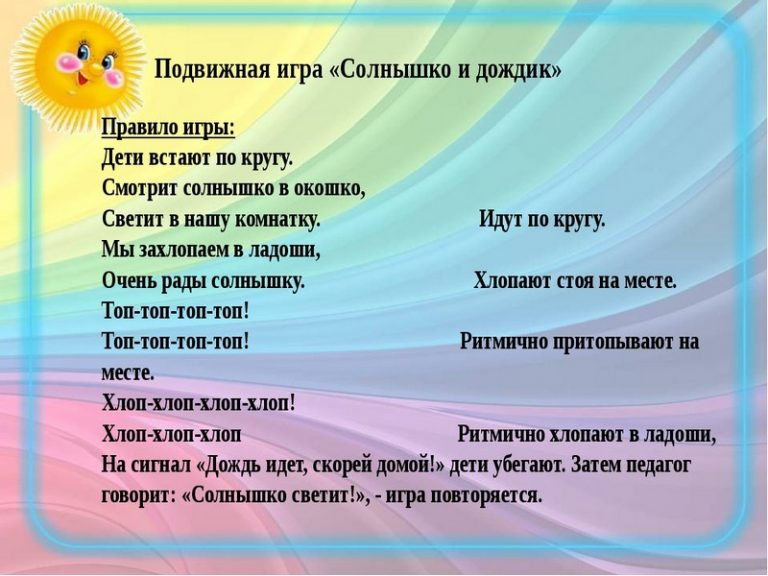 Подвижная игра «Солнышко и дождик»
Правило игры:
Дети встают по кругу.
Смотрит солнышко в окошко,
Светит в нашу комнатку. Идут по кругу.
Мы захлопаем в ладоши,
Очень рады солнышку. Хлопают стоя на месте.
Топ-топ-топ-топ!
Топ-топ-топ-топ! Ритмично притопывают на
месте.
Хлоп-хлоп-хлоп-хлоп!
Хлоп-хлоп-хлоп Ритмично хлопают в ладоши,
На сигнал «Дождь идет, скорей домой!» дети убегают. Затем педагог
говорит: «Солнышко светит!», - игра повторяется.